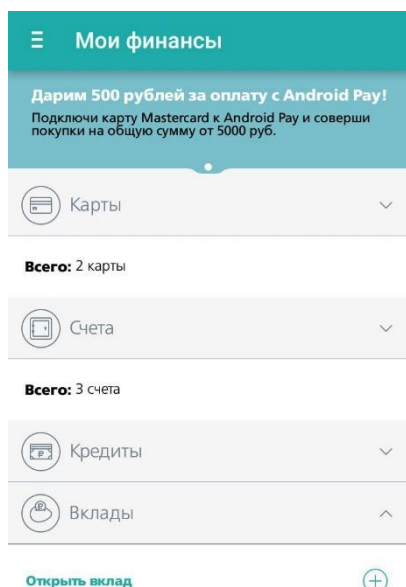 Мои финансы
Дарим 500 рублей за оплату с Android Pay!
Подключи карту Mastercard к Android Pay и соверши
покупки на общую сумму от 5000 руб.
Карты
Всего: 2 карты
Счета
Всего: 3 счета
Кредиты
Вклады
Открыть вклад